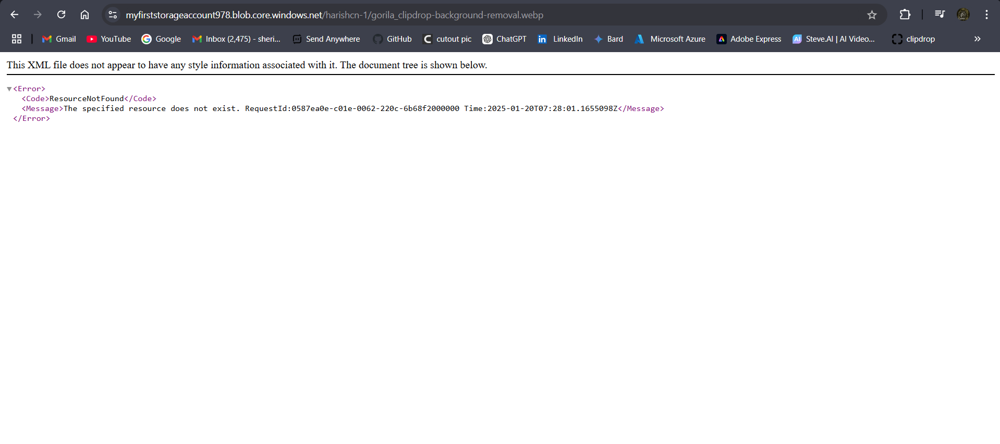 myfirststorageaccount978.blob.core.windows.net/harishcn-1/gorila_clipdrop-background-removal.webp
Gmail YouTube Google Inbox (2,475) - sheri... Send Anywhere GitHub cutout pic ChatGPT LinkedIn Bard Microsoft Azure Adobe Express Steve.AI | AI Video... clipdrop »
This XML file does not appear to have any style information associated with it. The document tree is shown below.
▼<Error>
<Code>ResourceNotFound</Code>
<Message>The specified resource does not exist. RequestId:0587ea0e-c01e-0062-220c-6b68f2000000 Time:2025-01-20T07:28:01.1655098Z</Message>
</Error>